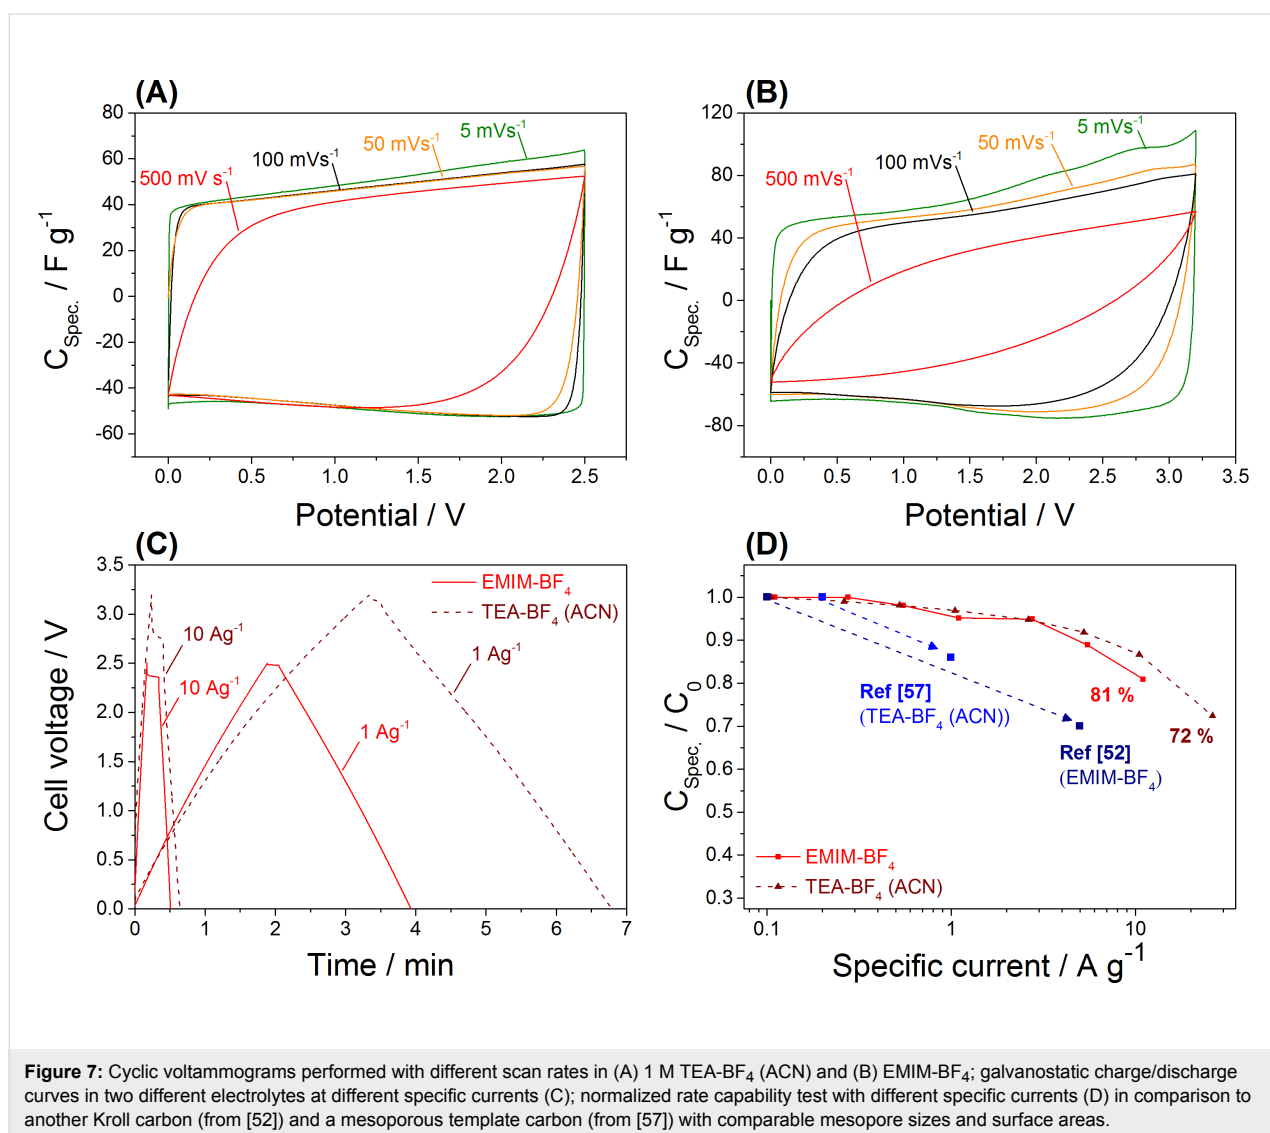 (A)
80
60
40
20
0
-20
-40
-60
C_Spec. / F g⁻¹
5 mVs⁻¹
50 mVs⁻¹
100 mVs⁻¹
500 mV s⁻¹
0.0 0.5 1.0 1.5 2.0 2.5
Potential / V
(B)
120
80
40
0
-40
-80
C_Spec. / F g⁻¹
5 mVs⁻¹
50 mVs⁻¹
100 mVs⁻¹
500 mVs⁻¹
0.0 0.5 1.0 1.5 2.0 2.5 3.0 3.5
Potential / V
(C)
3.5
3.0
2.5
2.0
1.5
1.0
0.5
0.0
Cell voltage / V
EMIM-BF₄
TEA-BF₄ (ACN)
10 Ag⁻¹
10 Ag⁻¹
1 Ag⁻¹
1 Ag⁻¹
0 1 2 3 4 5 6 7
Time / min
(D)
1.0
0.9
0.8
0.7
0.6
0.5
0.4
0.3
C_Spec. / C₀
81 %
72 %
Ref [57]
(TEA-BF₄ (ACN))
Ref [52]
(EMIM-BF₄)
EMIM-BF₄
TEA-BF₄ (ACN)
0.1 1 10
Specific current / A g⁻¹
Figure 7: Cyclic voltammograms performed with different scan rates in (A) 1 M TEA-BF₄ (ACN) and (B) EMIM-BF₄; galvanostatic charge/discharge
curves in two different electrolytes at different specific currents (C); normalized rate capability test with different specific currents (D) in comparison to
another Kroll carbon (from [52]) and a mesoporous template carbon (from [57]) with comparable mesopore sizes and surface areas.